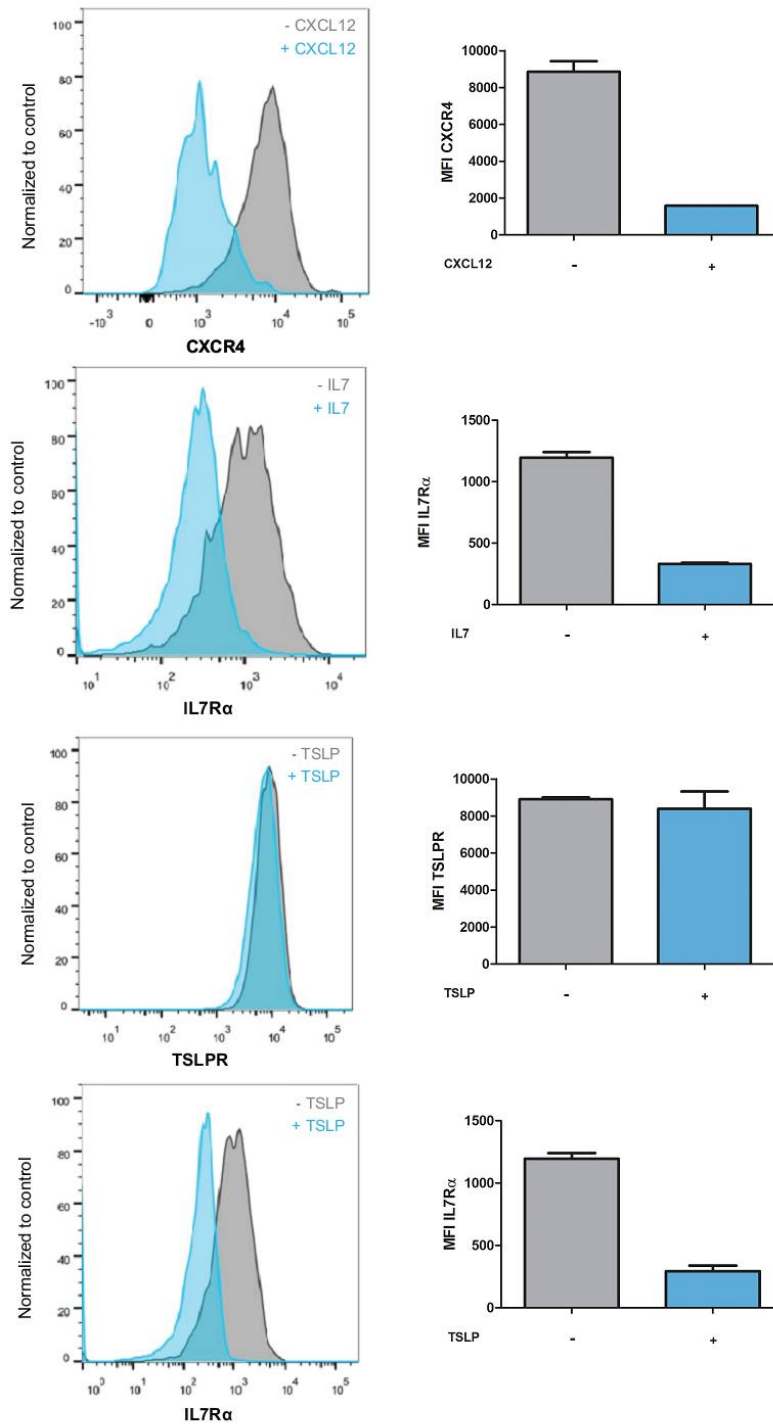 - CXCL12
+ CXCL12
Normalized to control
100
80
60
40
20
0
-10³ 0 10³ 10⁴ 10⁵
CXCR4
10000
8000
6000
4000
2000
0
MFI CXCR4
CXCL12 - +
- IL7
+ IL7
Normalized to control
100
80
60
40
20
0
10¹ 10² 10³ 10⁴
IL7Rα
1500
1000
500
0
MFI IL7Rα
IL7 - +
- TSLP
+ TSLP
Normalized to control
100
80
60
40
20
0
10¹ 10² 10³ 10⁴ 10⁵
TSLPR
10000
8000
6000
4000
2000
0
MFI TSLPR
TSLP - +
- TSLP
+ TSLP
Normalized to control
100
80
60
40
20
0
10⁰ 10¹ 10² 10³ 10⁴ 10⁵
IL7Rα
1500
1000
500
0
MFI IL7Rα
TSLP - +